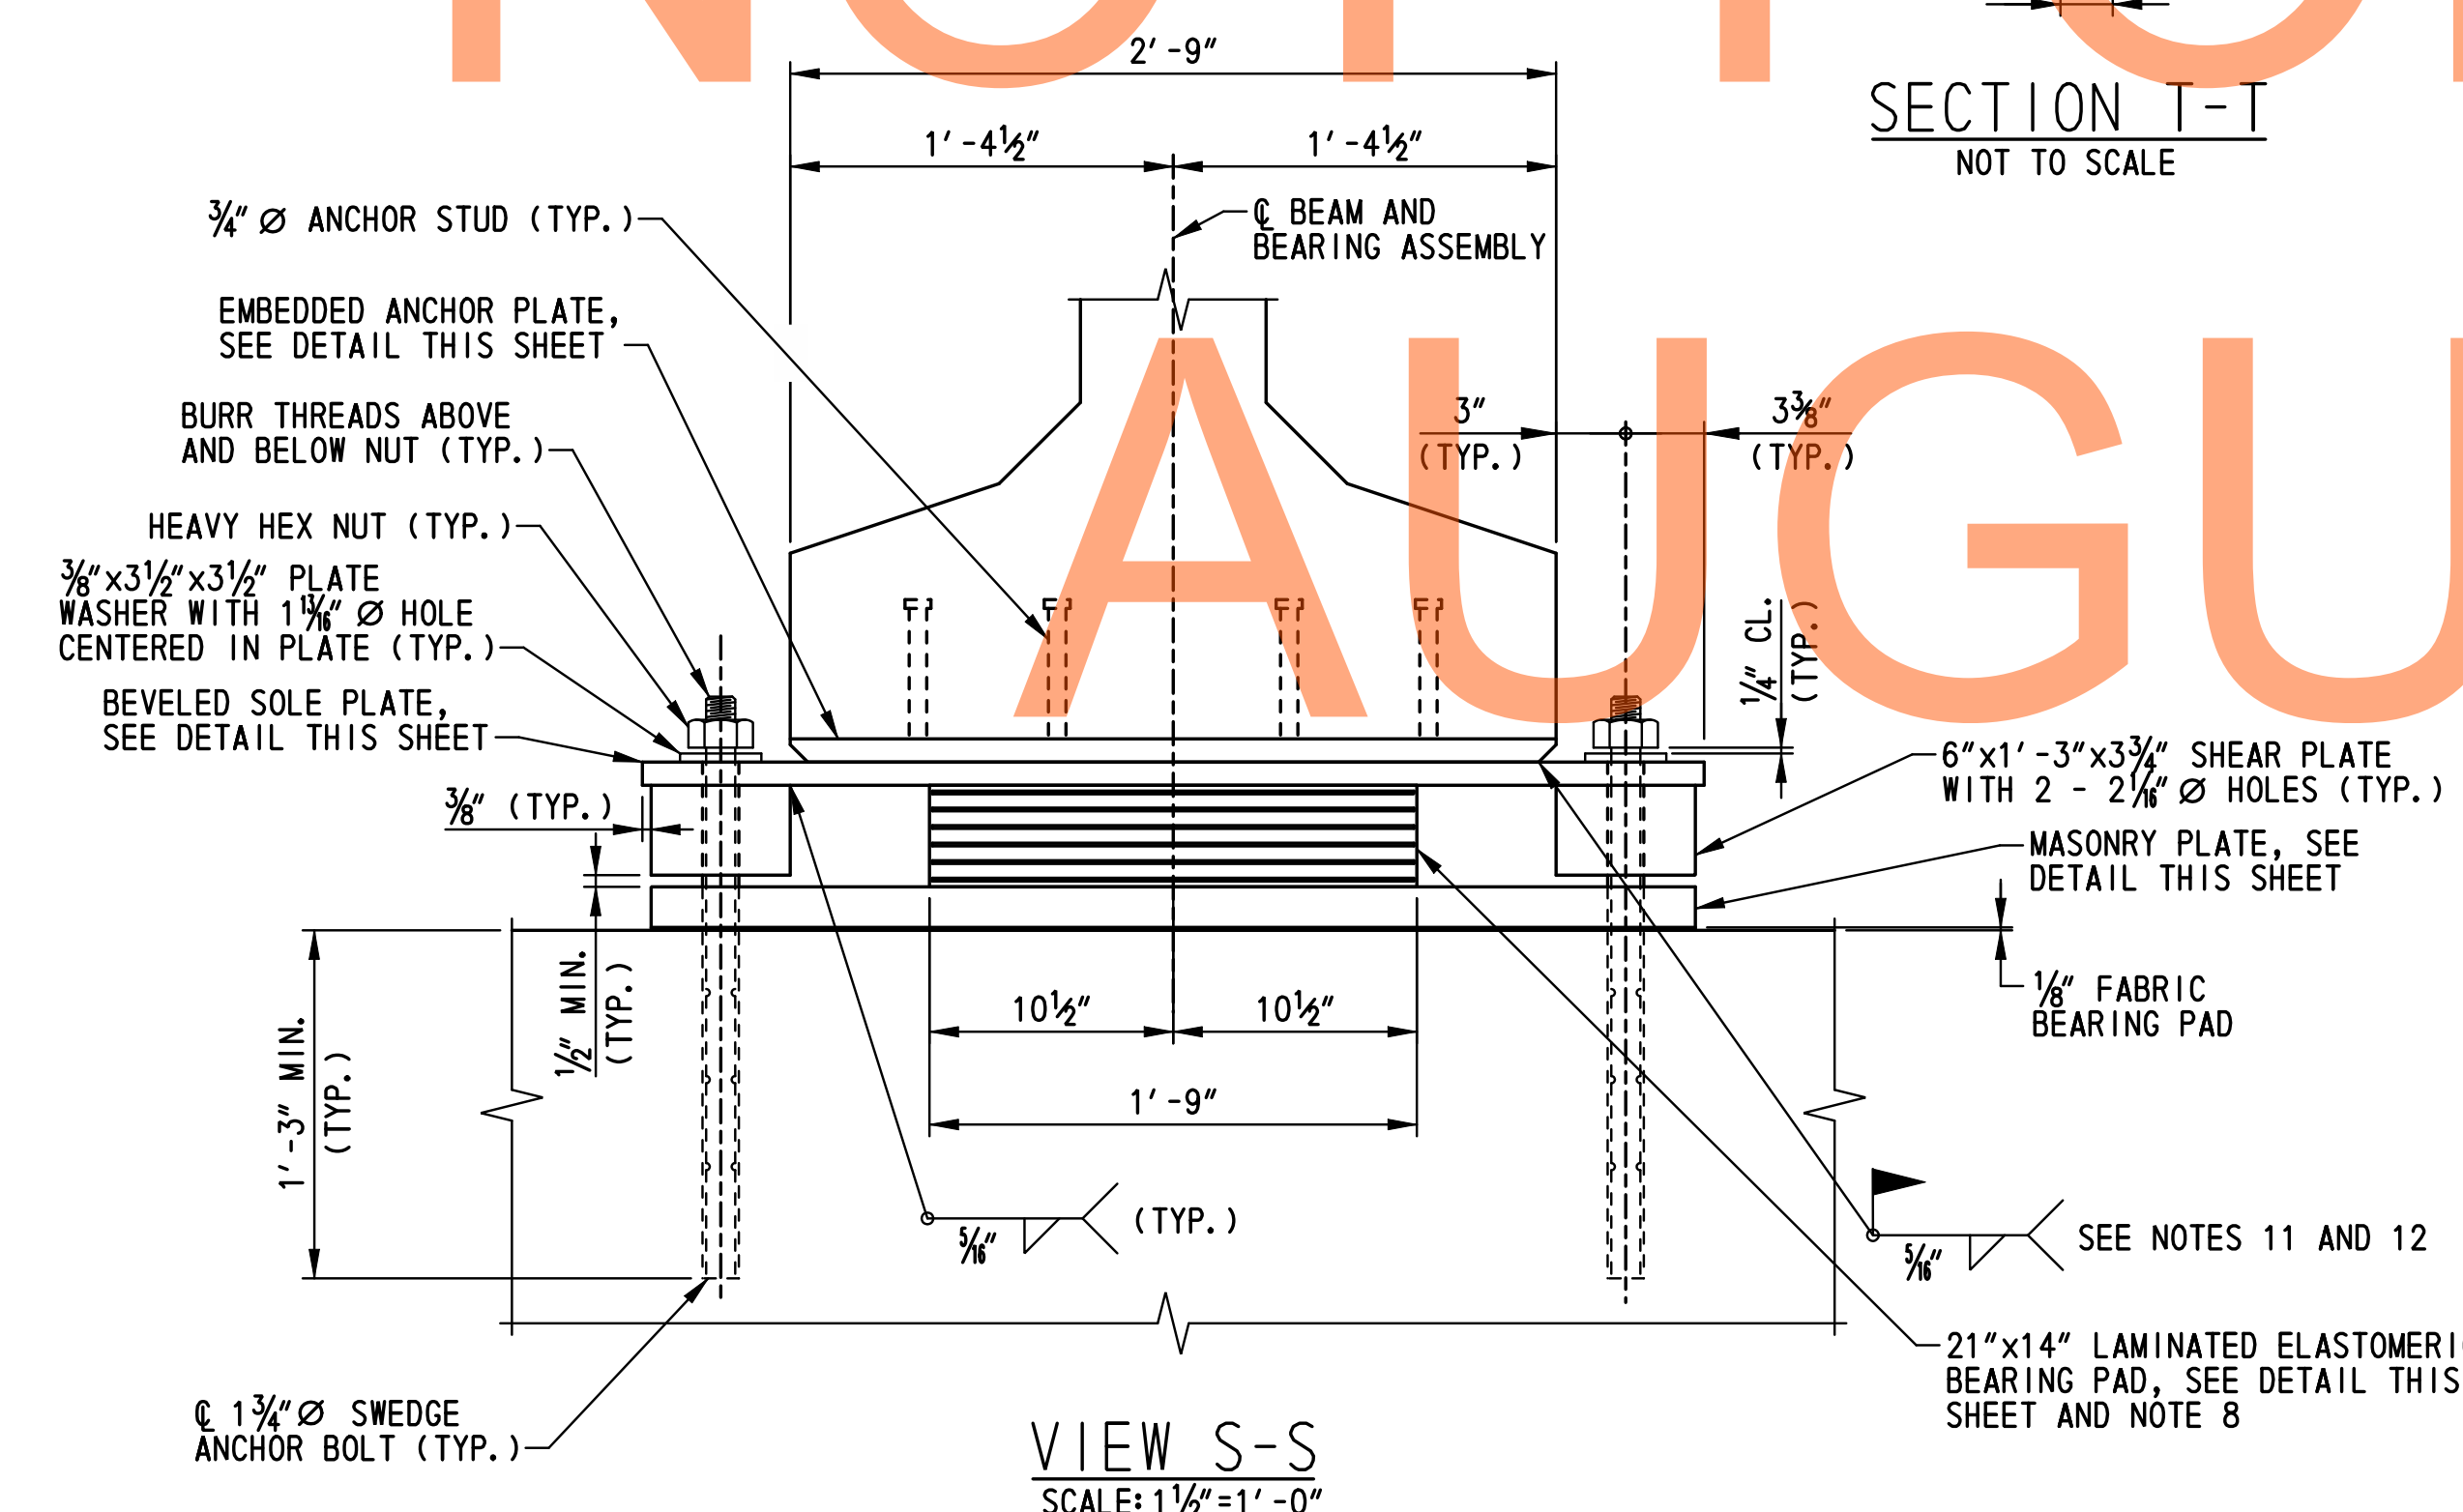 NOT FOR
AUGU
2'-9"
1'-4½"
1'-4½"
SECTION T-T
NOT TO SCALE
¾" Ø ANCHOR STUD (TYP.)
℄ BEAM AND
BEARING ASSEMBLY
EMBEDDED ANCHOR PLATE,
SEE DETAIL THIS SHEET
BURR THREADS ABOVE
AND BELOW NUT (TYP.)
3"
(TYP.)
3⅜"
(TYP.)
HEAVY HEX NUT (TYP.)
⅜"x3½"x3½" PLATE
WASHER WITH 1 13/16" Ø HOLE
CENTERED IN PLATE (TYP.)
1/4" CL.
(TYP.)
BEVELED SOLE PLATE,
SEE DETAIL THIS SHEET
6"x1'-3"x3¾" SHEAR PLATE
WITH 2 - 2 1/16" Ø HOLES (TYP.)
⅜" (TYP.)
MASONRY PLATE, SEE
DETAIL THIS SHEET
1'-3" MIN.
(TYP.)
½" MIN.
(TYP.)
10½"
10½"
⅛" FABRIC
BEARING PAD
1'-9"
5/16"
(TYP.)
5/16"
SEE NOTES 11 AND 12
21"x14" LAMINATED ELASTOMERI
BEARING PAD, SEE DETAIL THIS
SHEET AND NOTE 8
℄ 1¾"Ø SWEDGE
ANCHOR BOLT (TYP.)
VIEW S-S
SCALE: 1½"=1'-0"